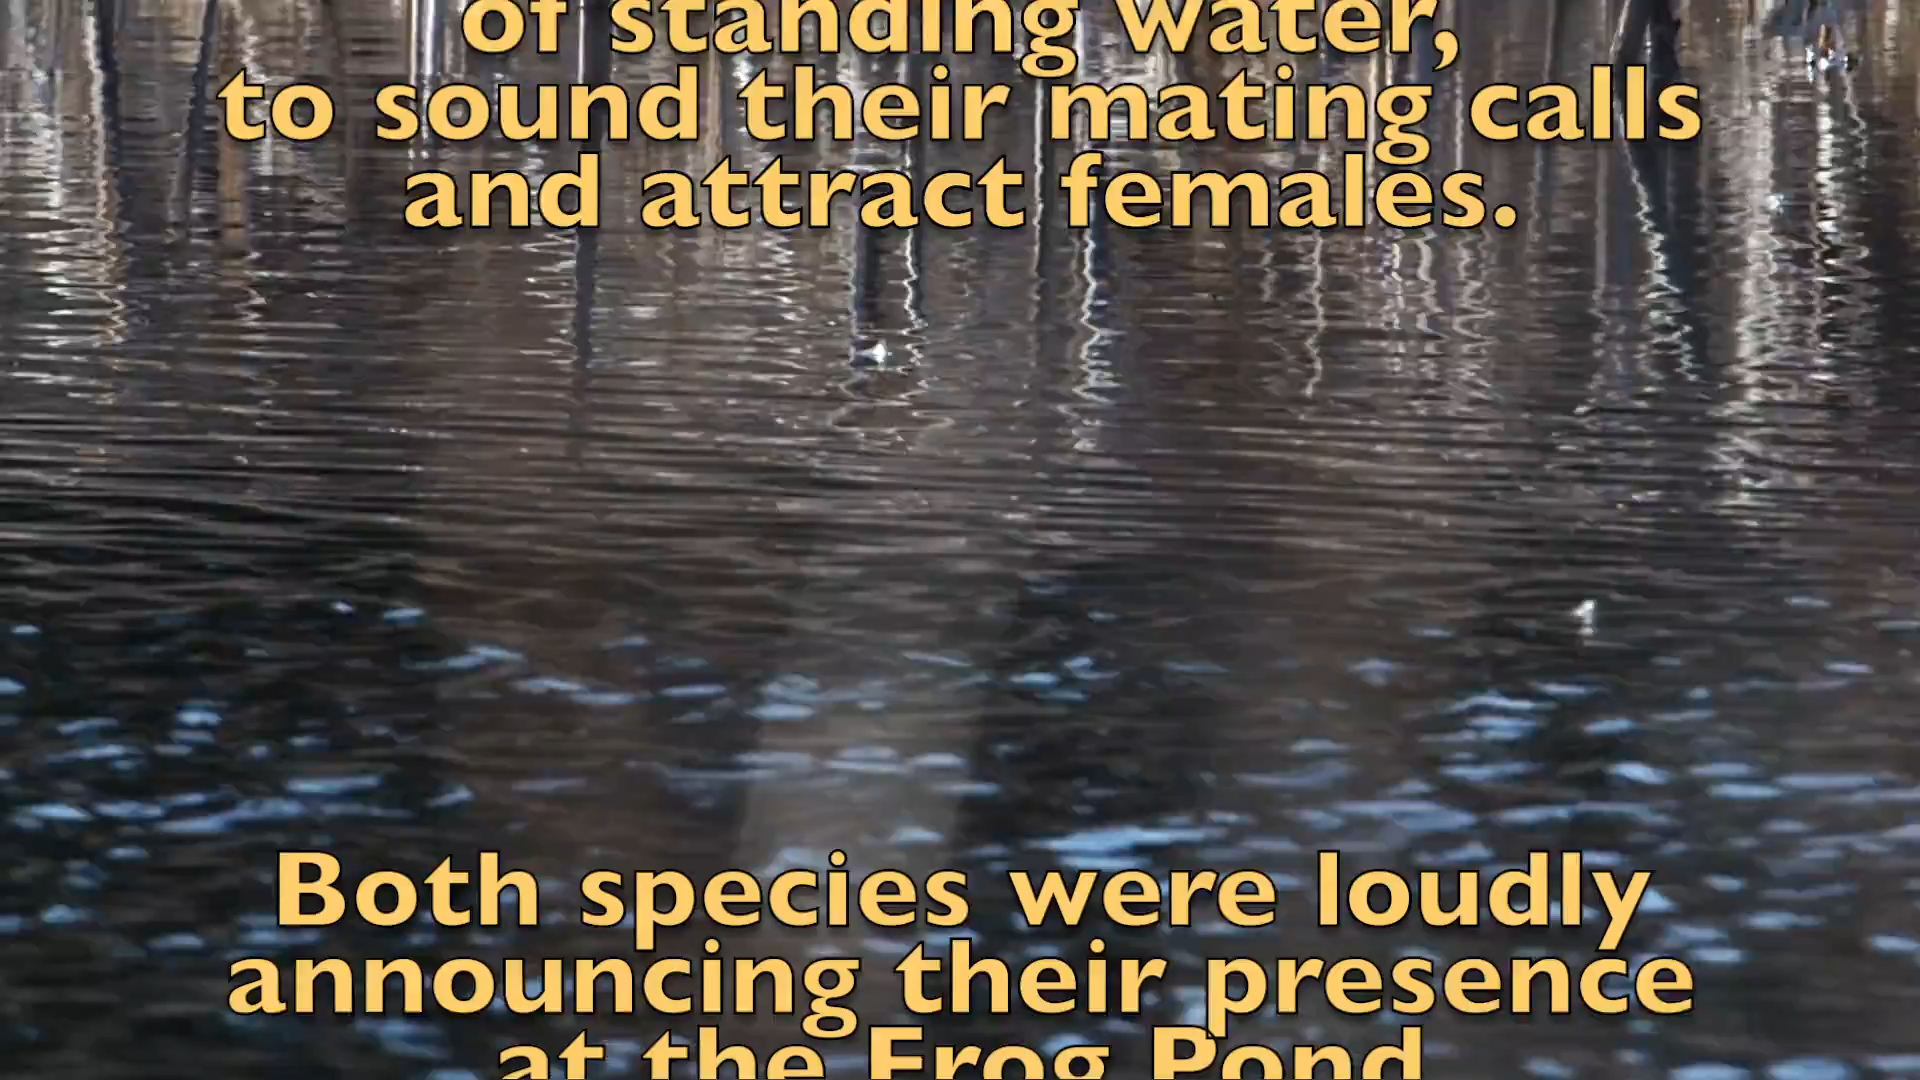 of standing water,
to sound their mating calls
and attract females.
Both species were loudly
announcing their presence
at the Frog Pond